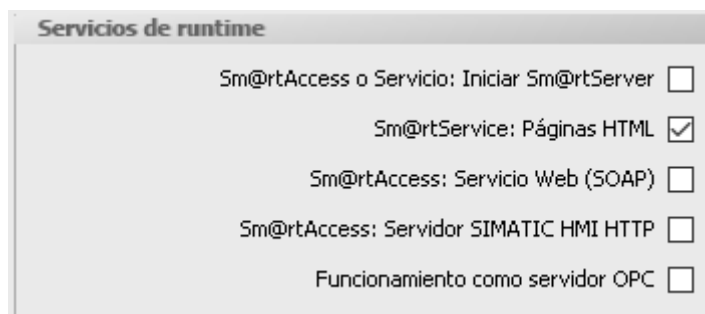 Servicios de runtime
Sm@rtAccess o Servicio: Iniciar Sm@rtServer
Sm@rtService: Páginas HTML
Sm@rtAccess: Servicio Web (SOAP)
Sm@rtAccess: Servidor SIMATIC HMI HTTP
Funcionamiento como servidor OPC